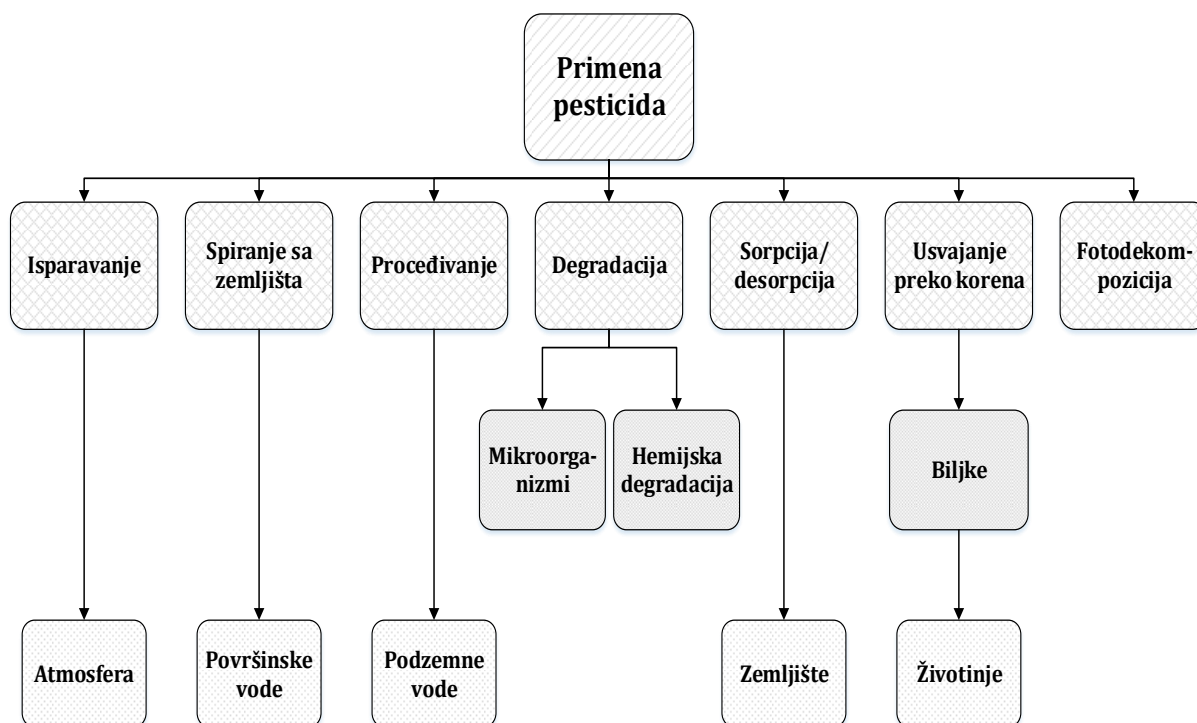 Primena
pesticida
Isparavanje
Spiranje sa
zemljišta
Proceđivanje
Degradacija
Sorpcija/
desorpcija
Usvajanje
preko korena
Fotodekom-
pozicija
Mikroorga-
nizmi
Hemijska
degradacija
Biljke
Atmosfera
Površinske
vode
Podzemne
vode
Zemljište
Životinje